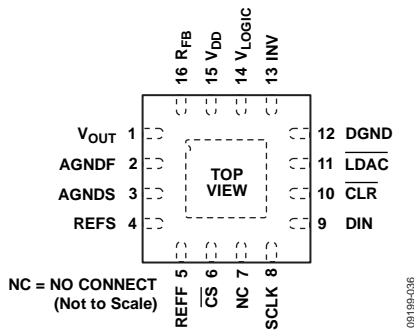 16 RFB
15 VDD
14 VLOGIC
13 INV
VOUT 1
AGNDF 2
AGNDS 3
REFS 4
TOP
VIEW
12 DGND
11 LDAC
10 CLR
9 DIN
REFF 5
CS 6
NC 7
SCLK 8
NC = NO CONNECT
(Not to Scale)
09199-036